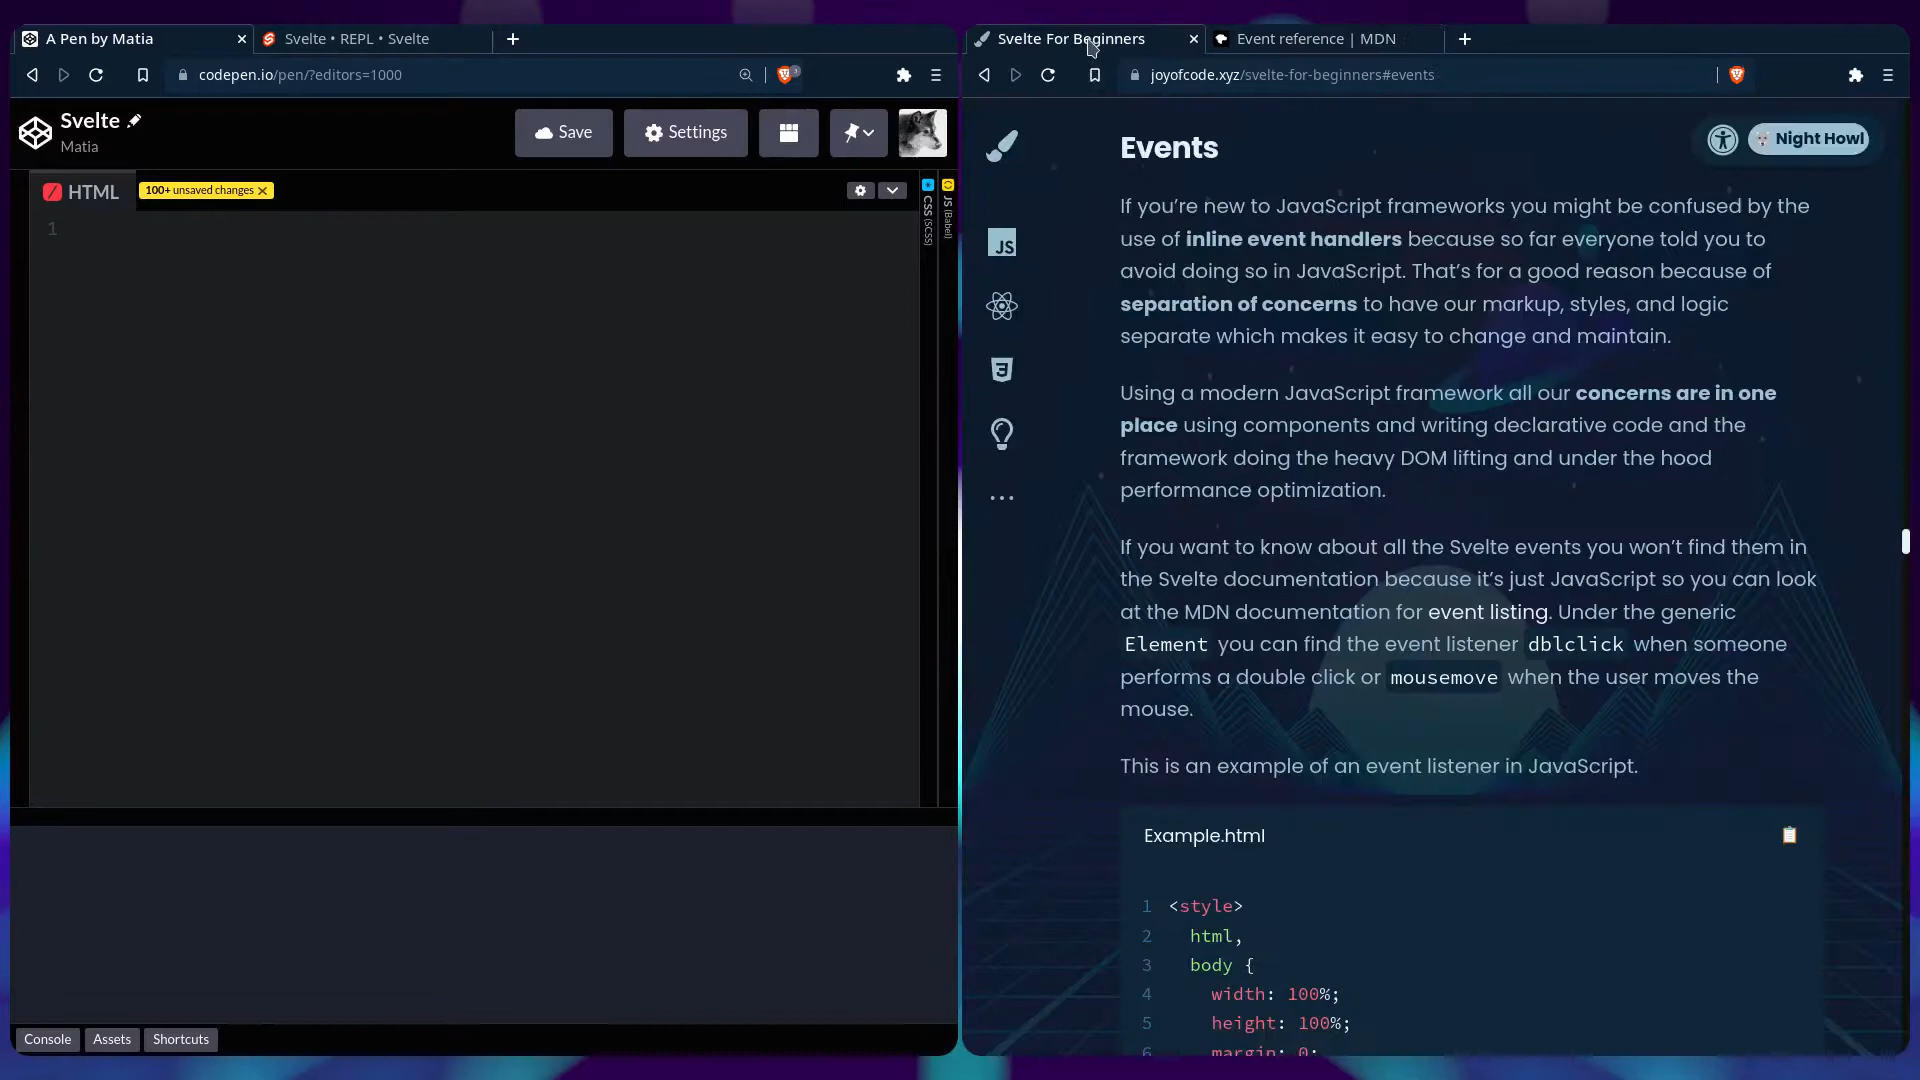 A Pen by Matia
Svelte • REPL • Svelte
codepen.io/pen/?editors=1000
3
Svelte
Matia
Save
Settings
HTML
100+ unsaved changes
CSS (SCSS)
JS (Babel)
1
Console
Assets
Shortcuts
Svelte For Beginners
Event reference | MDN
joyofcode.xyz/svelte-for-beginners#events
JS
3
Night Howl
Events
If you’re new to JavaScript frameworks you might be confused by the
use of inline event handlers because so far everyone told you to
avoid doing so in JavaScript. That’s for a good reason because of
separation of concerns to have our markup, styles, and logic
separate which makes it easy to change and maintain.
Using a modern JavaScript framework all our concerns are in one
place using components and writing declarative code and the
framework doing the heavy DOM lifting and under the hood
performance optimization.
If you want to know about all the Svelte events you won’t find them in
the Svelte documentation because it’s just JavaScript so you can look
at the MDN documentation for event listing. Under the generic
Element you can find the event listener dblclick when someone
performs a double click or mousemove when the user moves the
mouse.
This is an example of an event listener in JavaScript.
Example.html
1 <style>
2 html,
3 body {
4 width: 100%;
5 height: 100%;
6 margin: 0;